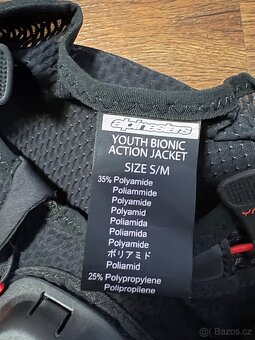 alpinestars
YOUTH BIONIC
ACTION JACKET
SIZE S/M
35% Polyamide
Poliammide
Polyamide
Polyamid
Poliamida
Poliamida
Polyamide
ポリアミド
Poliamid
25% Polypropylene
Polipropilene
Bazos.cz